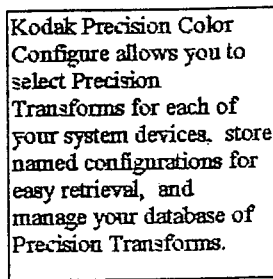 Kodak Precision Color
Configure allows you to
select Precision
Transforms for each of
your system devices, store
named configurations for
easy retrieval, and
manage your database of
Precision Transforms.